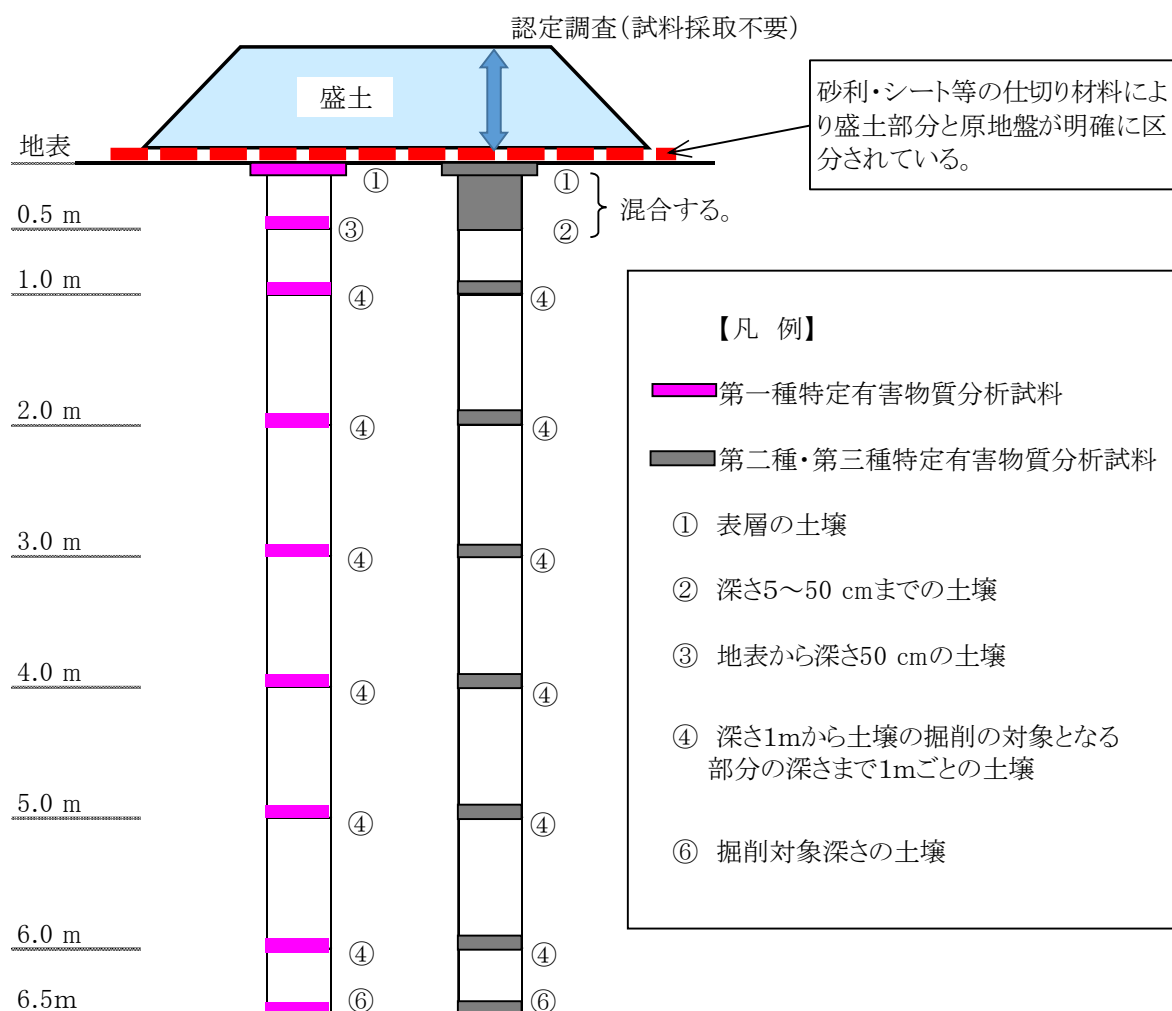 認定調査(試料採取不要)
盛土
砂利・シート等の仕切り材料によ
り盛土部分と原地盤が明確に区
分されている。
地表
①
①
混合する。
0.5 m
③
②
1.0 m
④
④
2.0 m
④
④
3.0 m
④
④
4.0 m
④
④
5.0 m
④
④
6.0 m
④
④
6.5m
⑥
⑥
【凡 例】
第一種特定有害物質分析試料
第二種・第三種特定有害物質分析試料
① 表層の土壌
② 深さ5～50 cmまでの土壌
③ 地表から深さ50 cmの土壌
④ 深さ1mから土壌の掘削の対象となる
部分の深さまで1mごとの土壌
⑥ 掘削対象深さの土壌